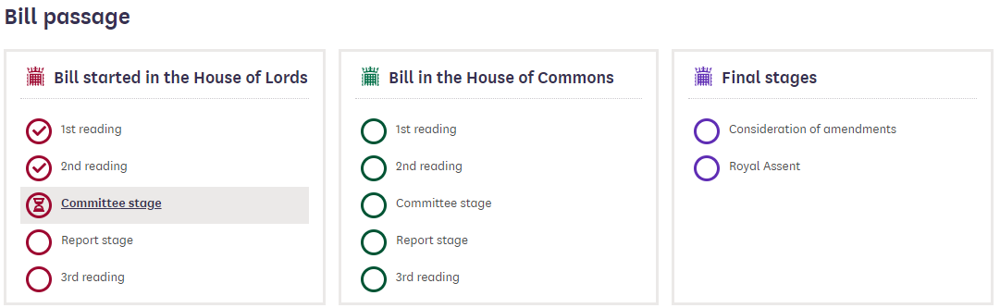 Bill passage
Bill started in the House of Lords
1st reading
2nd reading
Committee stage
Report stage
3rd reading
Bill in the House of Commons
1st reading
2nd reading
Committee stage
Report stage
3rd reading
Final stages
Consideration of amendments
Royal Assent